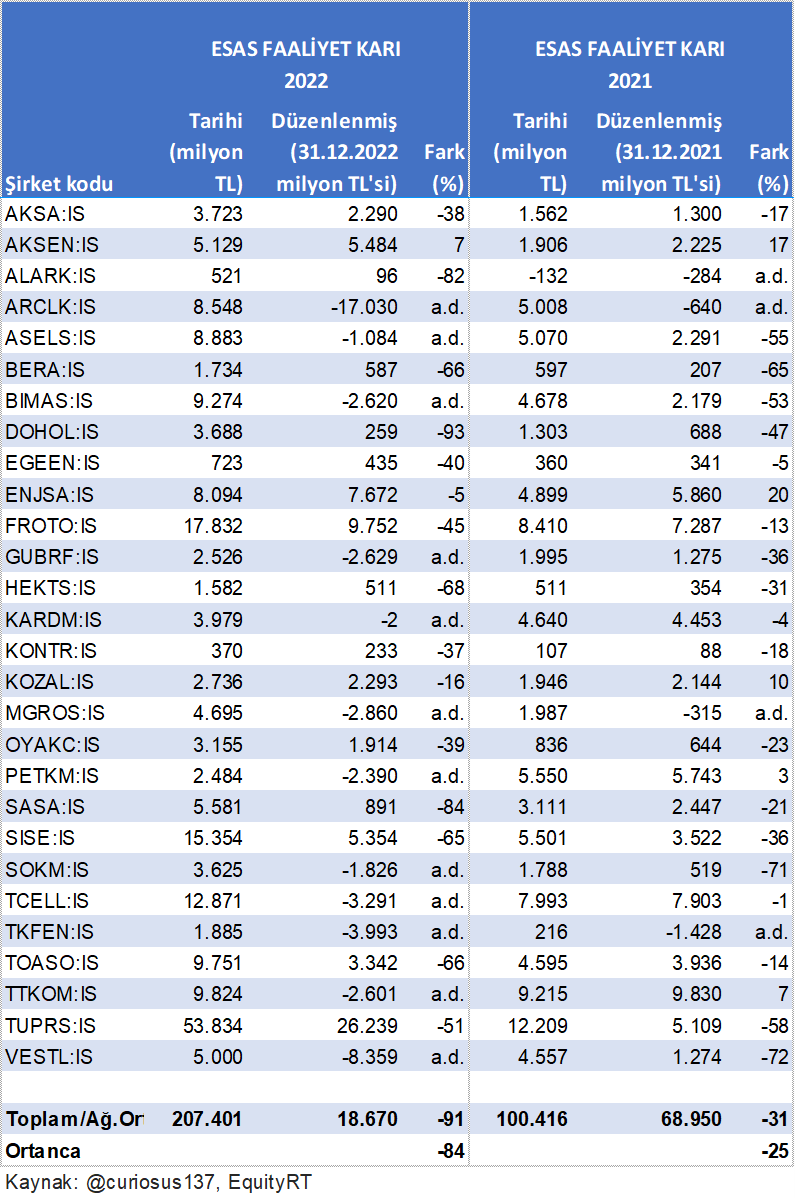 ESAS FAALİYET KARI ESAS FAALİYET KARI
2022 2021
Tarihi Düzenlenmiş Tarihi Düzenlenmiş
(milyon (31.12.2022 Fark (milyon (31.12.2021 Fark
Şirket kodu TL) milyon TL'si) (%) TL) milyon TL'si) (%)
AKSA:IS 3.723 2.290 -38 1.562 1.300 -17
AKSEN:IS 5.129 5.484 7 1.906 2.225 17
ALARK:IS 521 96 -82 -132 -284 a.d.
ARCLK:IS 8.548 -17.030 a.d. 5.008 -640 a.d.
ASELS:IS 8.883 -1.084 a.d. 5.070 2.291 -55
BERA:IS 1.734 587 -66 597 207 -65
BIMAS:IS 9.274 -2.620 a.d. 4.678 2.179 -53
DOHOL:IS 3.688 259 -93 1.303 688 -47
EGEEN:IS 723 435 -40 360 341 -5
ENJSA:IS 8.094 7.672 -5 4.899 5.860 20
FROTO:IS 17.832 9.752 -45 8.410 7.287 -13
GUBRF:IS 2.526 -2.629 a.d. 1.995 1.275 -36
HEKTS:IS 1.582 511 -68 511 354 -31
KARDM:IS 3.979 -2 a.d. 4.640 4.453 -4
KONTR:IS 370 233 -37 107 88 -18
KOZAL:IS 2.736 2.293 -16 1.946 2.144 10
MGROS:IS 4.695 -2.860 a.d. 1.987 -315 a.d.
OYAKC:IS 3.155 1.914 -39 836 644 -23
PETKM:IS 2.484 -2.390 a.d. 5.550 5.743 3
SASA:IS 5.581 891 -84 3.111 2.447 -21
SISE:IS 15.354 5.354 -65 5.501 3.522 -36
SOKM:IS 3.625 -1.826 a.d. 1.788 519 -71
TCELL:IS 12.871 -3.291 a.d. 7.993 7.903 -1
TKFEN:IS 1.885 -3.993 a.d. 216 -1.428 a.d.
TOASO:IS 9.751 3.342 -66 4.595 3.936 -14
TTKOM:IS 9.824 -2.601 a.d. 9.215 9.830 7
TUPRS:IS 53.834 26.239 -51 12.209 5.109 -58
VESTL:IS 5.000 -8.359 a.d. 4.557 1.274 -72
Toplam/Ağ.Ort 207.401 18.670 -91 100.416 68.950 -31
Ortanca -84 -25
Kaynak: @curiosus137, EquityRT